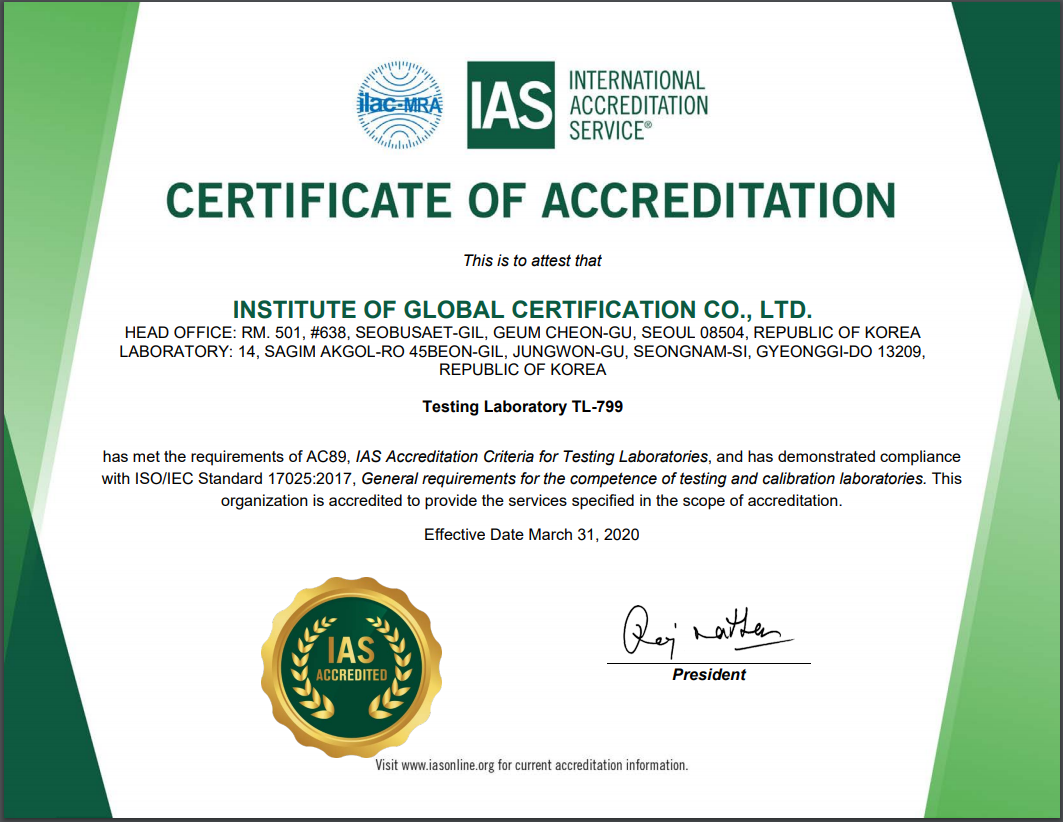 ilac-MRA
IAS
INTERNATIONAL
ACCREDITATION
SERVICE®
CERTIFICATE OF ACCREDITATION
This is to attest that
INSTITUTE OF GLOBAL CERTIFICATION CO., LTD.
HEAD OFFICE: RM. 501, #638, SEOBUSAET-GIL, GEUM CHEON-GU, SEOUL 08504, REPUBLIC OF KOREA
LABORATORY: 14, SAGIM AKGOL-RO 45BEON-GIL, JUNGWON-GU, SEONGNAM-SI, GYEONGGI-DO 13209,
REPUBLIC OF KOREA
Testing Laboratory TL-799
has met the requirements of AC89, IAS Accreditation Criteria for Testing Laboratories, and has demonstrated compliance
with ISO/IEC Standard 17025:2017, General requirements for the competence of testing and calibration laboratories. This
organization is accredited to provide the services specified in the scope of accreditation.
Effective Date March 31, 2020
IAS
ACCREDITED
President
Visit www.iasonline.org for current accreditation information.